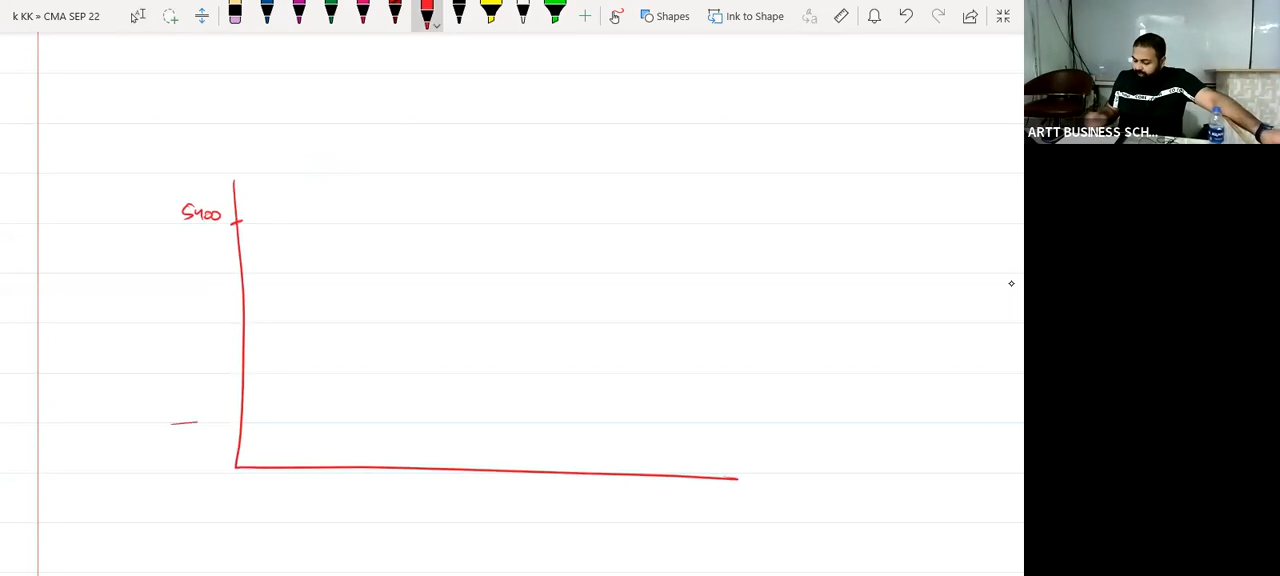 k KK » CMA SEP 22
Shapes
Ink to Shape
ARTT BUSINESS SCH...
5400